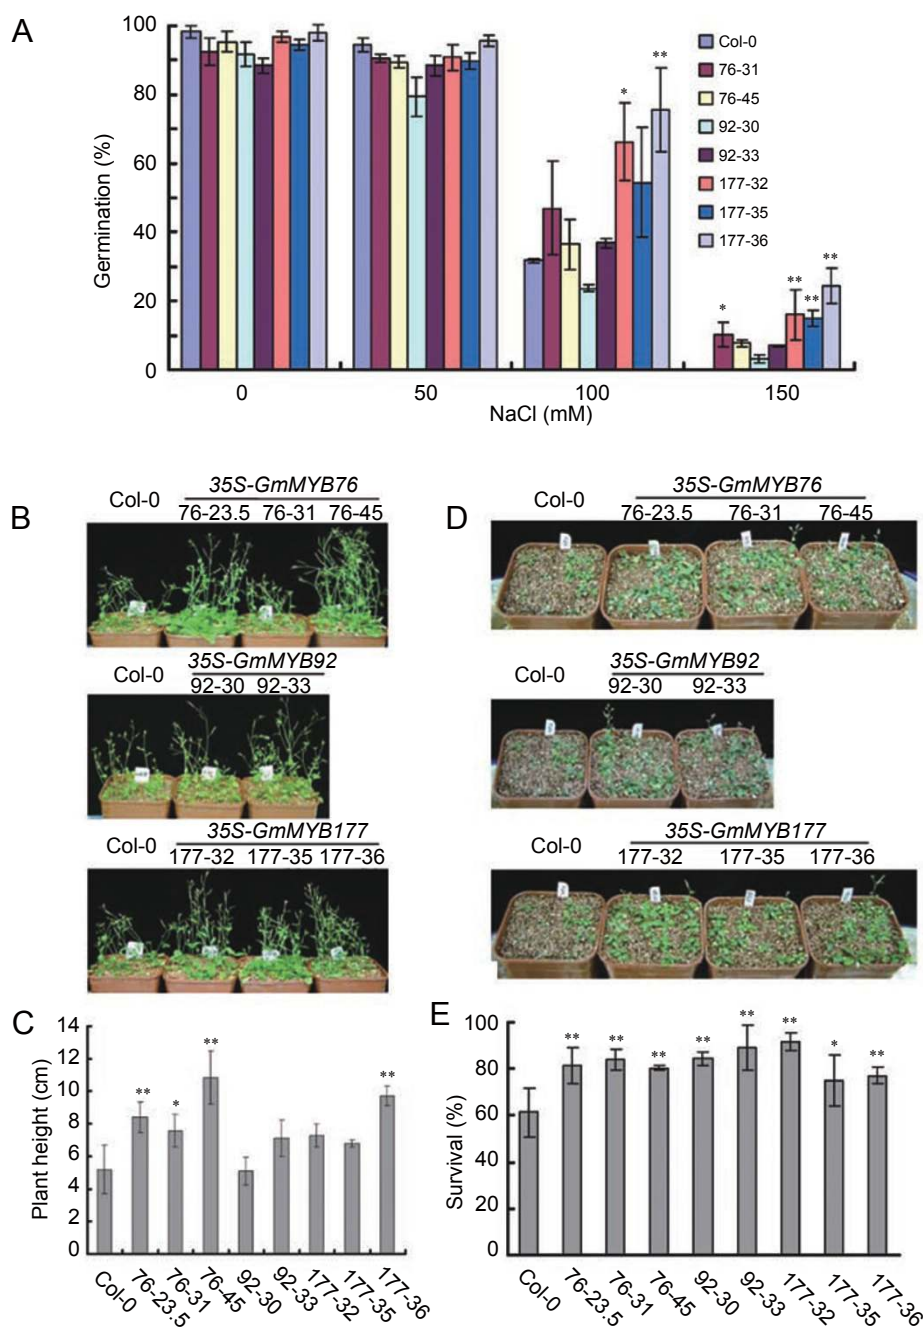 A
100
80
60
40
20
0
Germination (%)
0 50 100 150
NaCl (mM)
Col-0
76-31
76-45
92-30
92-33
177-32
177-35
177-36
* ** * ** ** **
B
35S-GmMYB76
Col-0 76-23.5 76-31 76-45
35S-GmMYB92
Col-0 92-30 92-33
35S-GmMYB177
Col-0 177-32 177-35 177-36
D
35S-GmMYB76
Col-0 76-23.5 76-31 76-45
35S-GmMYB92
Col-0 92-30 92-33
35S-GmMYB177
Col-0 177-32 177-35 177-36
C
14
12
10
8
6
4
2
0
Plant height (cm)
** * ** **
Col-0 76-23.5 76-31 76-45 92-30 92-33 177-32 177-35 177-36
E
100
80
60
40
20
0
Survival (%)
** ** ** ** ** ** * **
Col-0 76-23.5 76-31 76-45 92-30 92-33 177-32 177-35 177-36